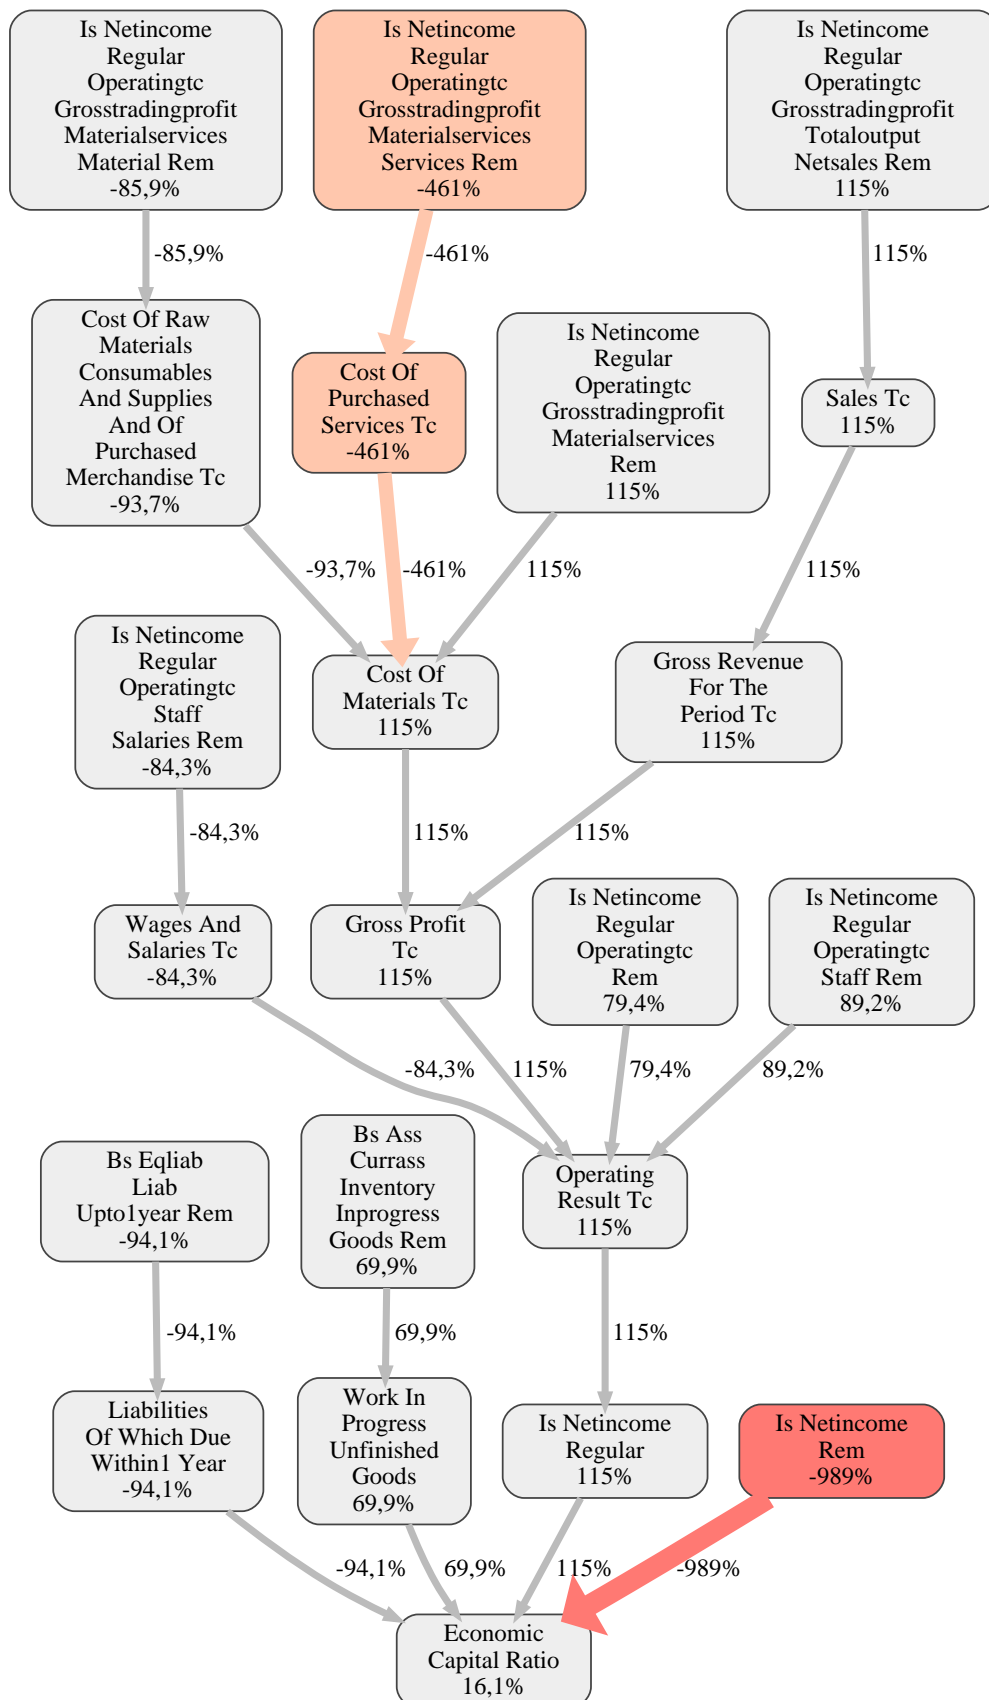 Is Netincome
Regular
Operatingtc
Grosstradingprofit
Materialservices
Material Rem
-85,9%
Is Netincome
Regular
Operatingtc
Grosstradingprofit
Materialservices
Services Rem
-461%
Is Netincome
Regular
Operatingtc
Grosstradingprofit
Totaloutput
Netsales Rem
115%
-85,9%
-461%
115%
Cost Of Raw
Materials
Consumables
And Supplies
And Of
Purchased
Merchandise Tc
-93,7%
Cost Of
Purchased
Services Tc
-461%
Is Netincome
Regular
Operatingtc
Grosstradingprofit
Materialservices
Rem
115%
Sales Tc
115%
-93,7%
-461%
115%
115%
Is Netincome
Regular
Operatingtc
Staff
Salaries Rem
-84,3%
Cost Of
Materials Tc
115%
Gross Revenue
For The
Period Tc
115%
-84,3%
115%
115%
Wages And
Salaries Tc
-84,3%
Gross Profit
Tc
115%
Is Netincome
Regular
Operatingtc
Rem
79,4%
Is Netincome
Regular
Operatingtc
Staff Rem
89,2%
-84,3%
115%
79,4%
89,2%
Bs Eqliab
Liab
Upto1year Rem
-94,1%
Bs Ass
Currass
Inventory
Inprogress
Goods Rem
69,9%
Operating
Result Tc
115%
-94,1%
69,9%
115%
Liabilities
Of Which Due
Within1 Year
-94,1%
Work In
Progress
Unfinished
Goods
69,9%
Is Netincome
Regular
115%
Is Netincome
Rem
-989%
-94,1%
69,9%
115%
-989%
Economic
Capital Ratio
16,1%